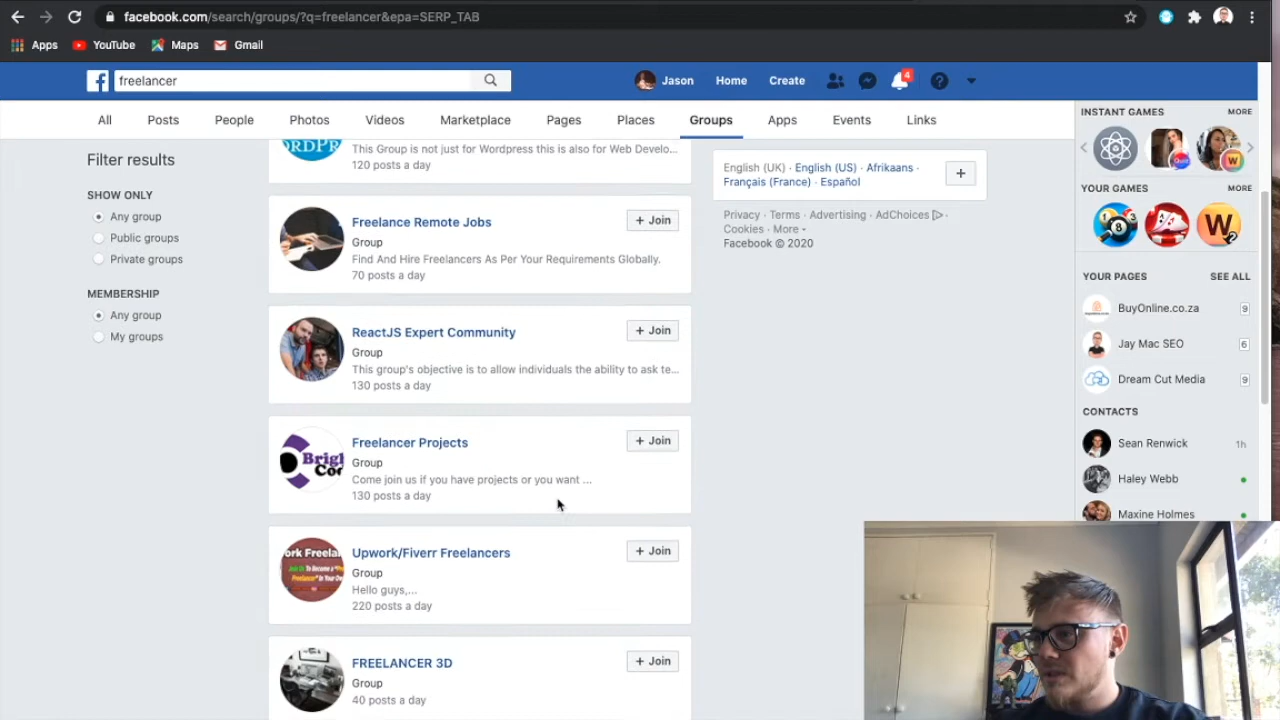 facebook.com/search/groups/?q=freelancer&epa=SERP_TAB
Apps YouTube Maps Gmail
freelancer
Jason Home Create 4
All Posts People Photos Videos Marketplace Pages Places Groups Apps Events Links
Filter results
SHOW ONLY
Any group
Public groups
Private groups
MEMBERSHIP
Any group
My groups
ORDPR
This Group is not just for Wordpress this is also for Web Develo...
120 posts a day
Freelance Remote Jobs
+ Join
Group
Find And Hire Freelancers As Per Your Requirements Globally.
70 posts a day
ReactJS Expert Community
+ Join
Group
This group's objective is to allow individuals the ability to ask te...
130 posts a day
Brigh
Co
Freelancer Projects
+ Join
Group
Come join us if you have projects or you want ...
130 posts a day
ork Freelan
Upwork/Fiverr Freelancers
+ Join
Group
Hello guys,...
220 posts a day
FREELANCER 3D
+ Join
Group
40 posts a day
English (UK) · English (US) · Afrikaans ·
Français (France) · Español
+
Privacy · Terms · Advertising · AdChoices ·
Cookies · More
Facebook © 2020
INSTANT GAMES MORE
YOUR GAMES MORE
YOUR PAGES SEE ALL
BuyOnline.co.za 9
Jay Mac SEO 6
Dream Cut Media 9
CONTACTS
Sean Renwick 1h
Haley Webb
Maxine Holmes